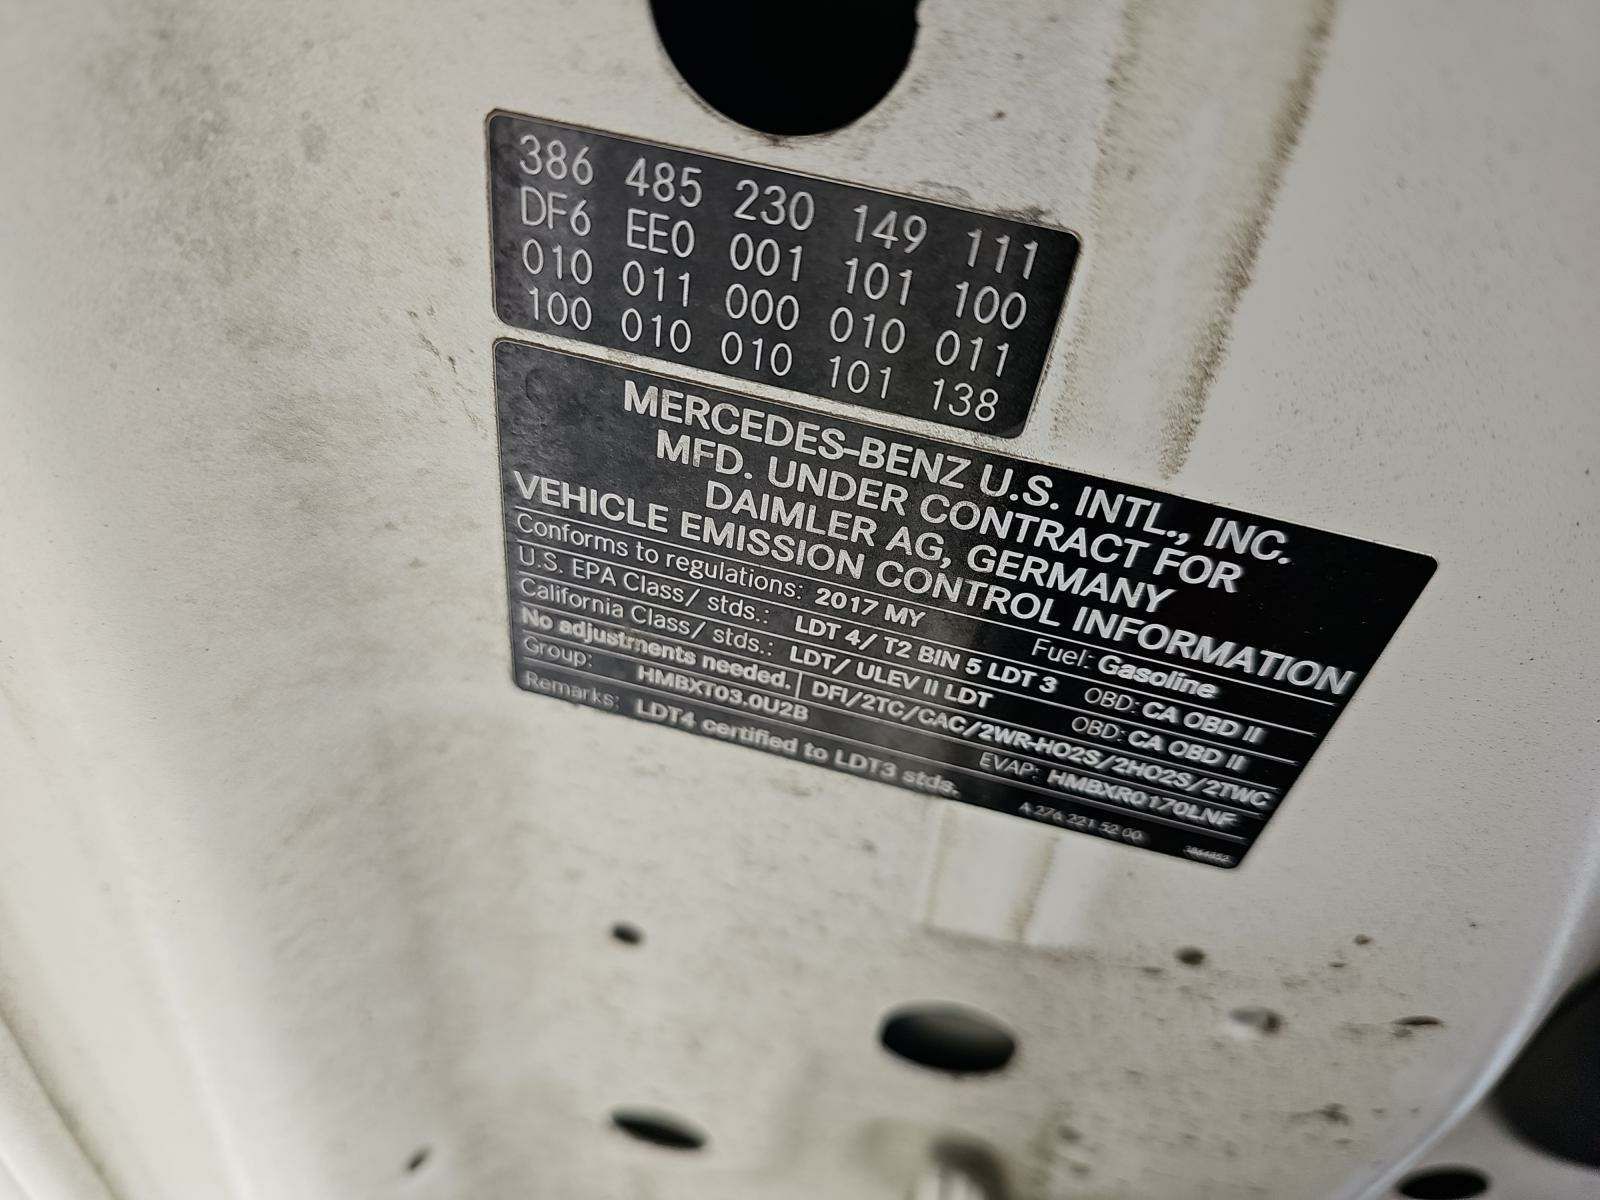 386 485 230 149 111
DF6 EE0 001 101 100
010 011 000 010 011
100 010 010 101 138
MERCEDES-BENZ U.S. INTL., INC.
MFD. UNDER CONTRACT FOR
DAIMLER AG, GERMANY
VEHICLE EMISSION CONTROL INFORMATION
Conforms to regulations: 2017 MY Fuel: Gasoline
U.S. EPA Class/ stds.: LDT 4/ T2 BIN 5 LDT 3 OBD: CA OBD II
California Class/ stds.: LDT/ ULEV II LDT OBD: CA OBD II
No adjustments needed. DFI/2TC/CAC/2WR-HO2S/2HO2S/2TWC
Group: HMBXT03.0U2B EVAP: HMBXR0170LNF
Remarks: LDT4 certified to LDT3 stds.
A 276 221 52 00